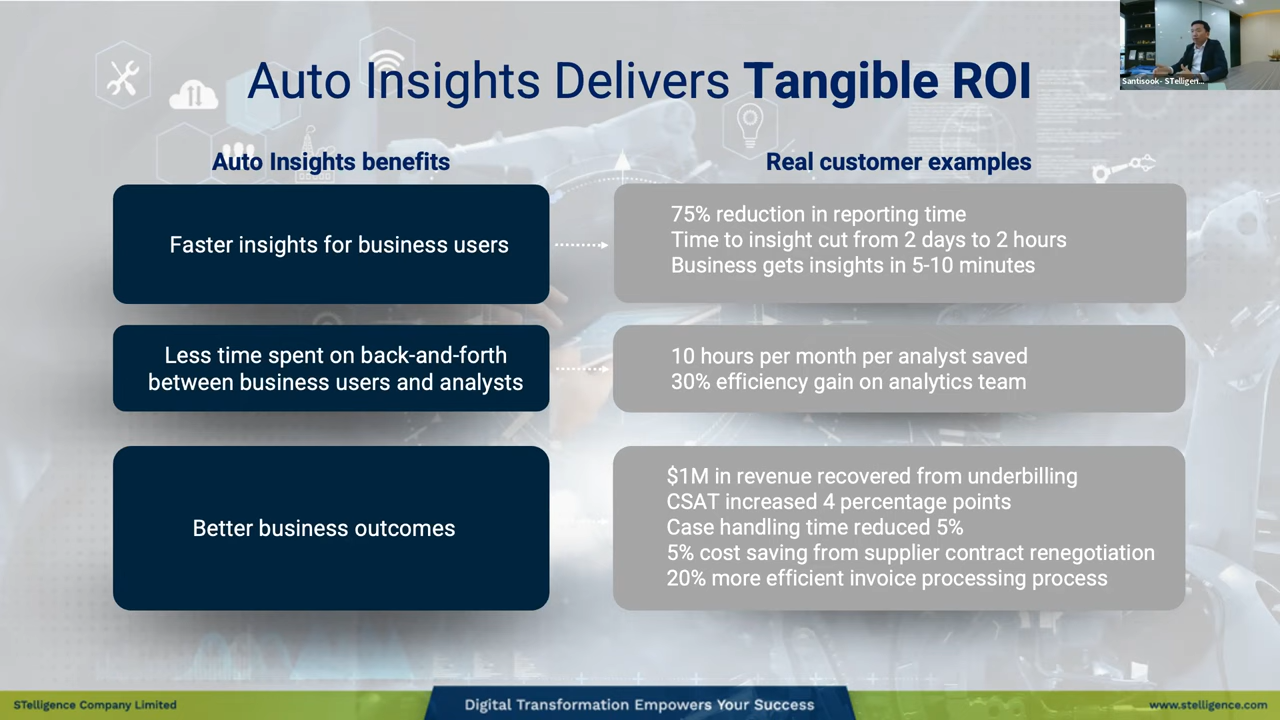 Auto Insights Delivers Tangible ROI
Santisook- STelligen...
Auto Insights benefits
Real customer examples
Faster insights for business users
75% reduction in reporting time
Time to insight cut from 2 days to 2 hours
Business gets insights in 5-10 minutes
Less time spent on back-and-forth
between business users and analysts
10 hours per month per analyst saved
30% efficiency gain on analytics team
Better business outcomes
$1M in revenue recovered from underbilling
CSAT increased 4 percentage points
Case handling time reduced 5%
5% cost saving from supplier contract renegotiation
20% more efficient invoice processing process
STelligence Company Limited
Digital Transformation Empowers Your Success
www.stelligence.com